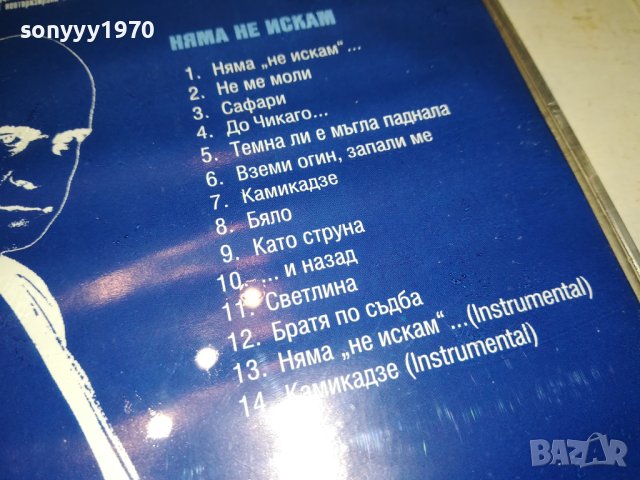 неоторизирано
sonyyy1970
НЯМА НЕ ИСКАМ
1. Няма „не искам“ ...
2. Не ме моли
3. Сафари
4. До Чикаго...
5. Темна ли е мъгла паднала
6. Вземи огин, запали ме
7. Камикадзе
8. Бяло
9. Като струна
10. ... и назад
11. Светлина
12. Братя по съдба
13. Няма „не искам“ ...(Instrumental)
14. Камикадзе (Instrumental)
BAZAR